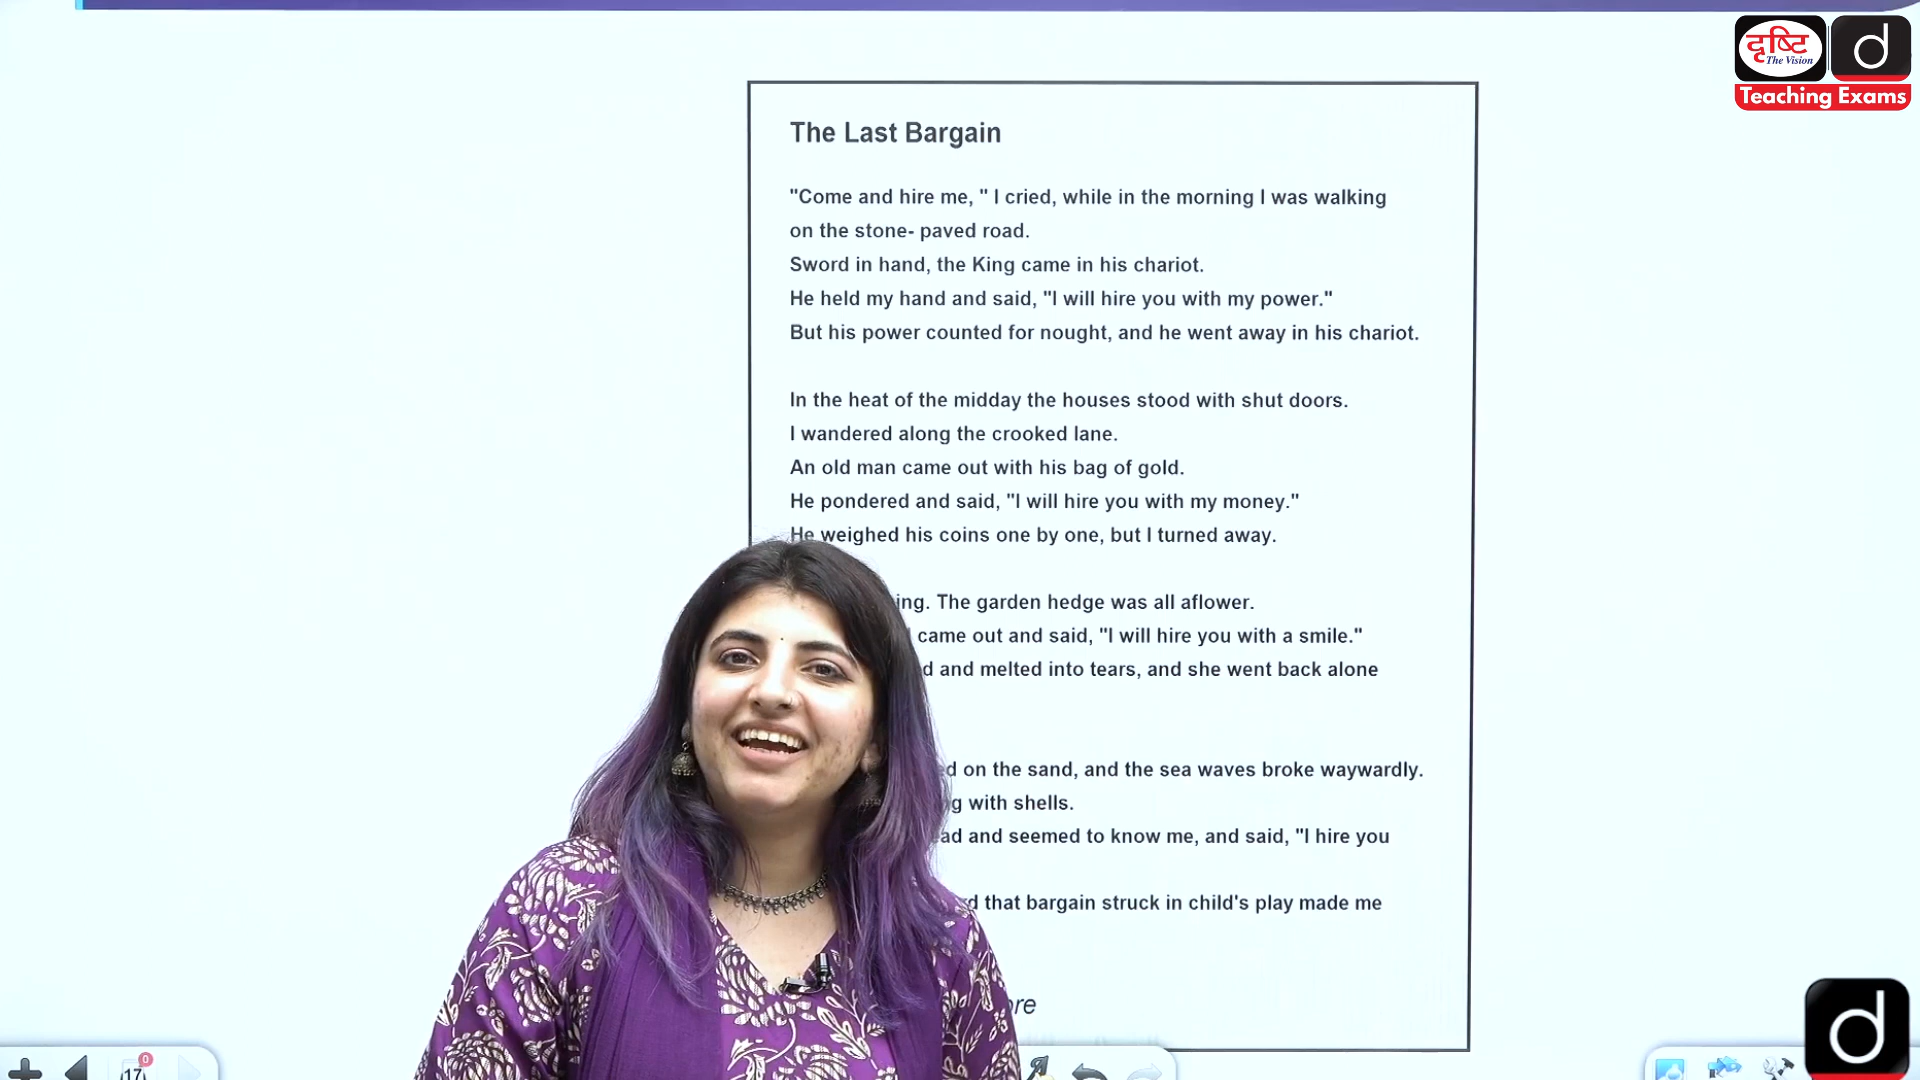 दृष्टि
The Vision
d
Teaching Exams
The Last Bargain
"Come and hire me, " I cried, while in the morning I was walking
on the stone- paved road.
Sword in hand, the King came in his chariot.
He held my hand and said, "I will hire you with my power."
But his power counted for nought, and he went away in his chariot.
In the heat of the midday the houses stood with shut doors.
I wandered along the crooked lane.
An old man came out with his bag of gold.
He pondered and said, "I will hire you with my money."
He weighed his coins one by one, but I turned away.
The garden hedge was all aflower.
came out and said, "I will hire you with a smile."
and melted into tears, and she went back alone
on the sand, and the sea waves broke waywardly.
with shells.
and seemed to know me, and said, "I hire you
that bargain struck in child's play made me
17
0
d